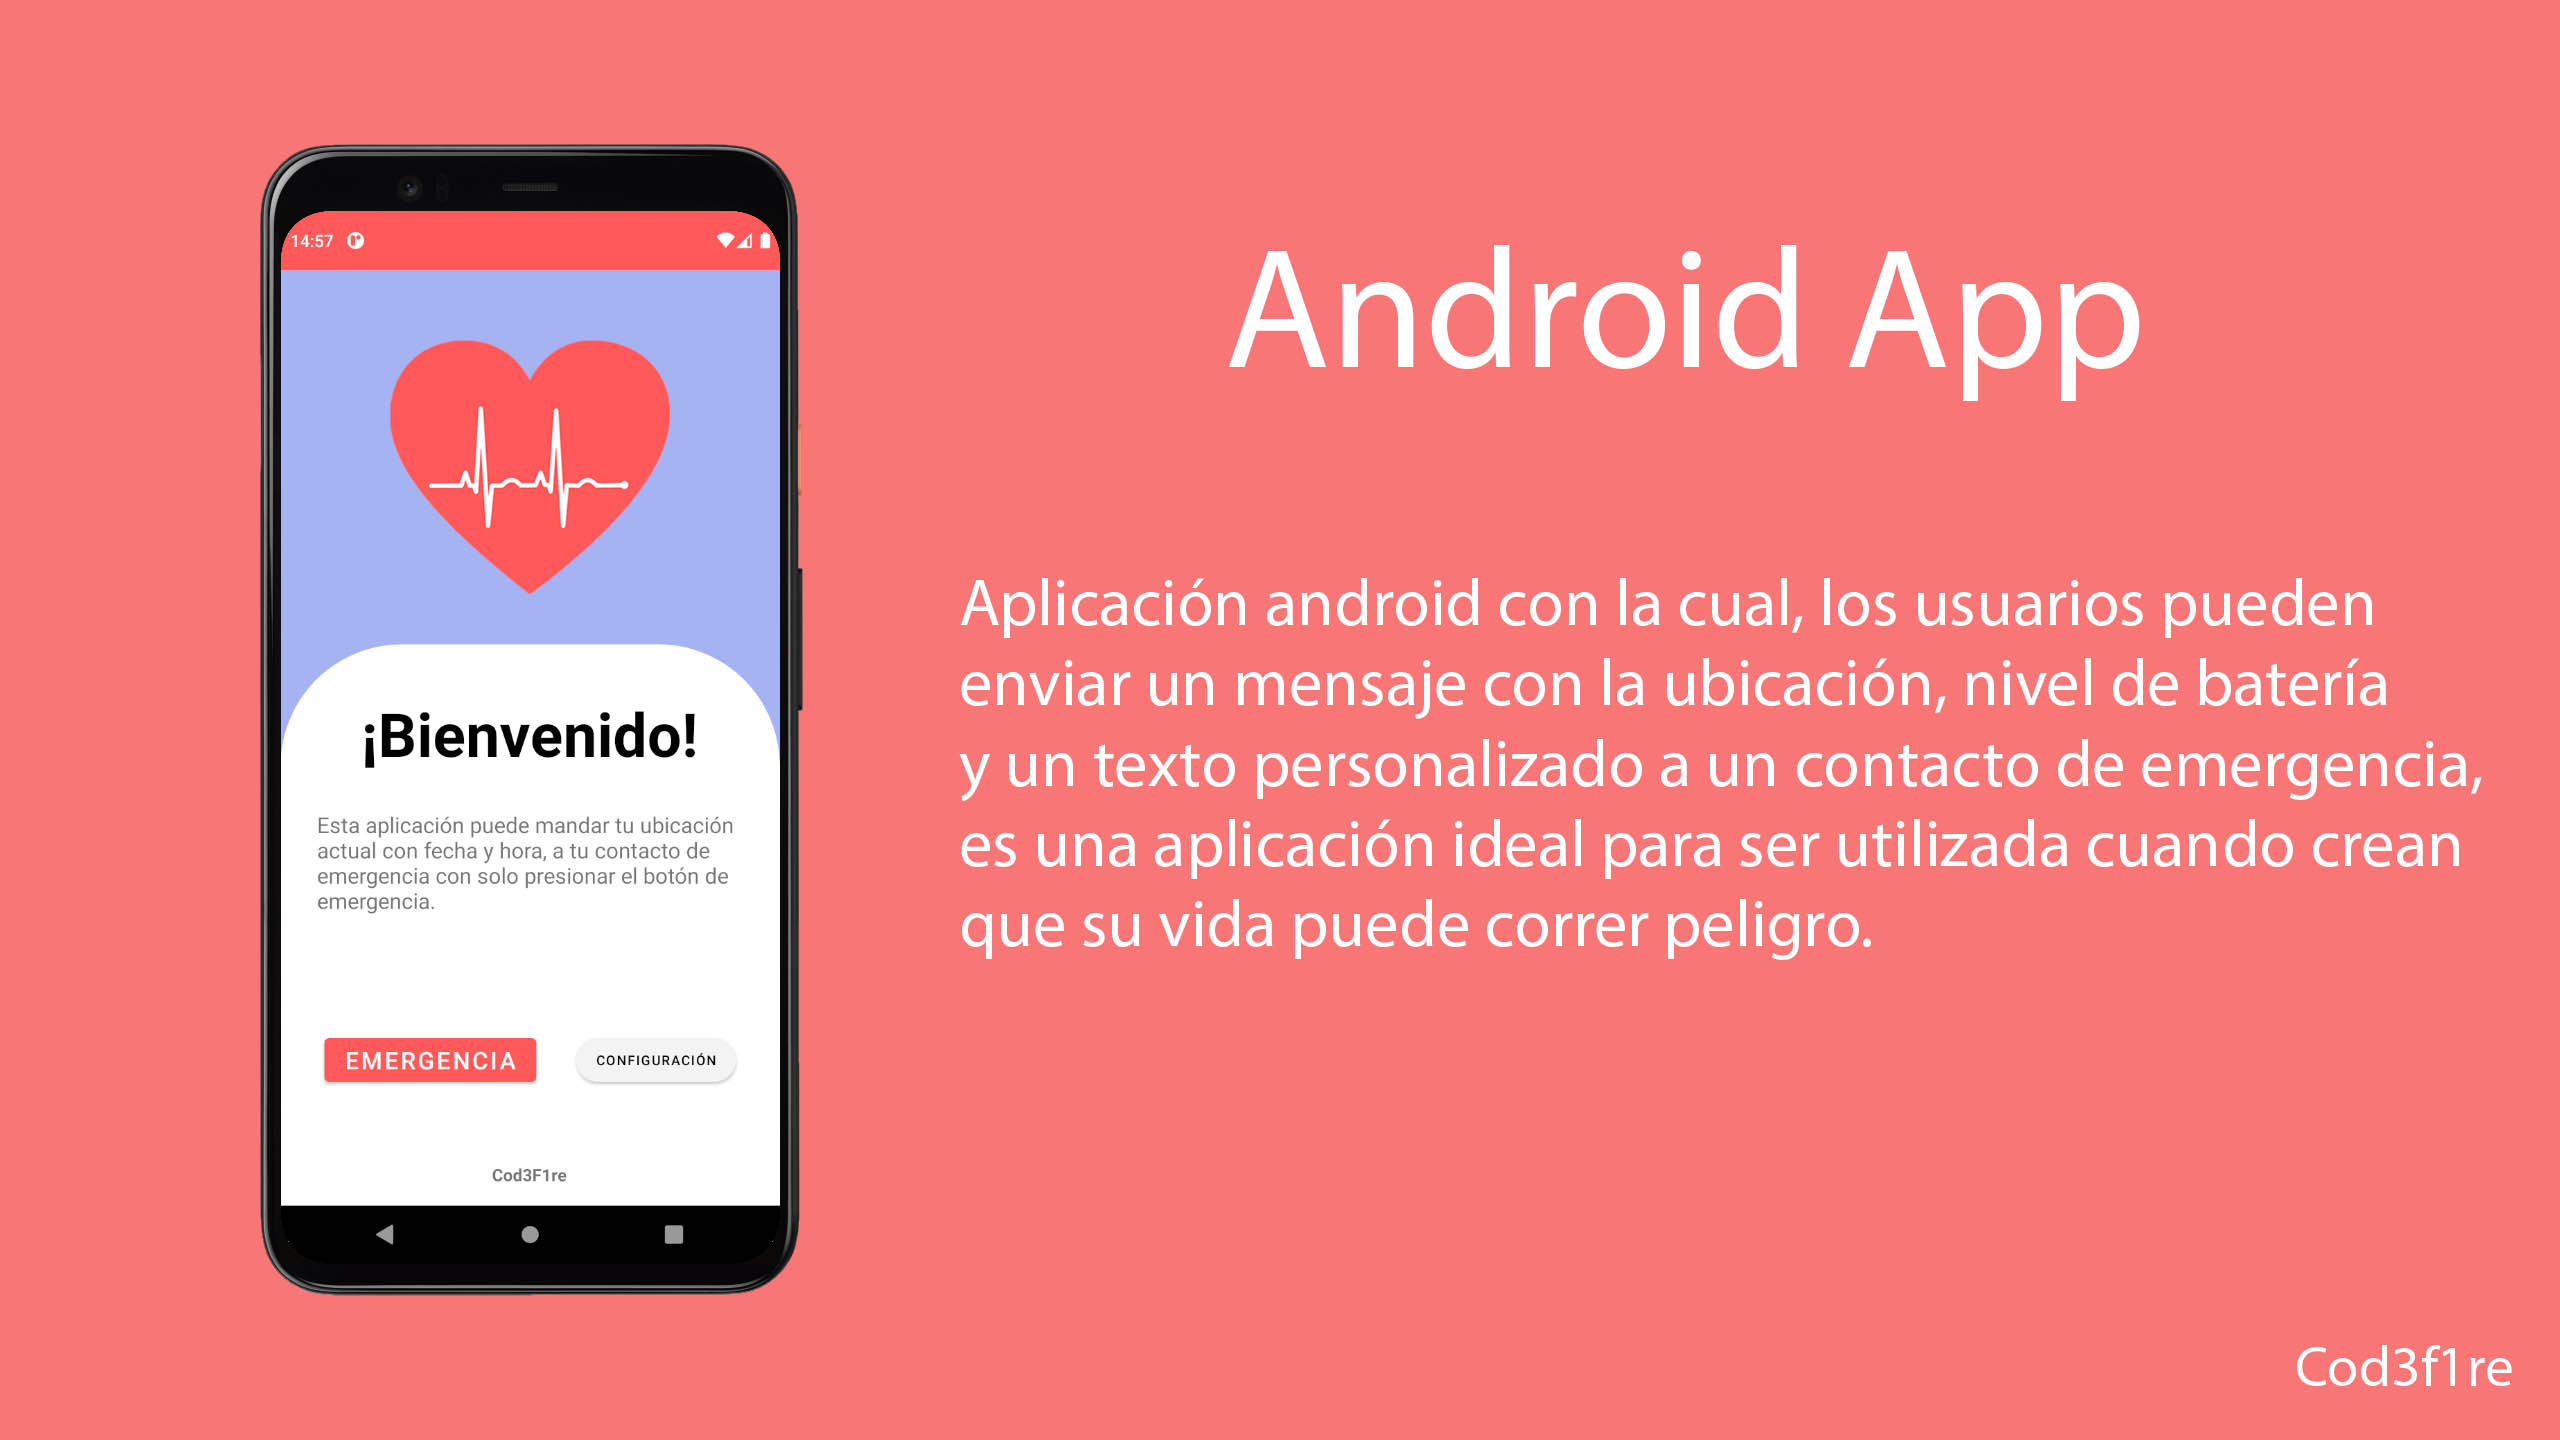 14:57
¡Bienvenido!
Esta aplicación puede mandar tu ubicación
actual con fecha y hora, a tu contacto de
emergencia con solo presionar el botón de
emergencia.
EMERGENCIA
CONFIGURACIÓN
Cod3F1re
Android App
Aplicación android con la cual, los usuarios pueden
enviar un mensaje con la ubicación, nivel de batería
y un texto personalizado a un contacto de emergencia,
es una aplicación ideal para ser utilizada cuando crean
que su vida puede correr peligro.
Cod3f1re